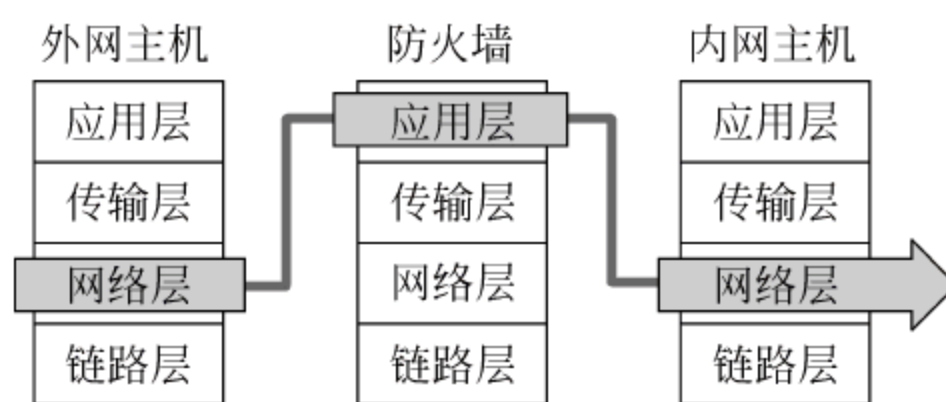 外网主机 防火墙 内网主机
应用层 应用层 应用层
传输层 传输层 传输层
网络层 网络层 网络层
链路层 链路层 链路层